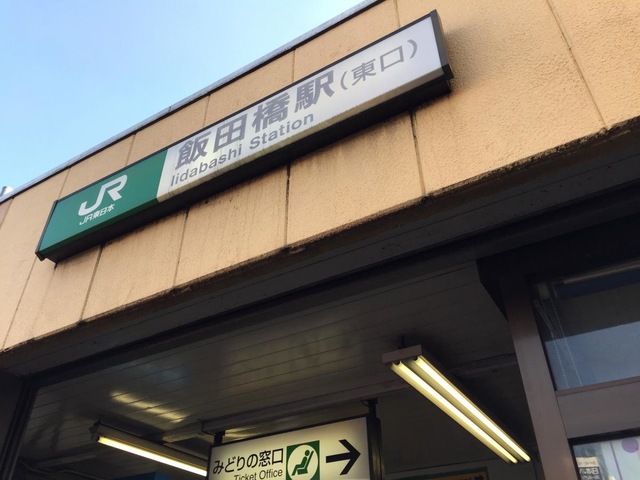 飯田橋駅(東口)
Iidabashi Station
JR
JR東日本
みどりの窓口
Ticket Office